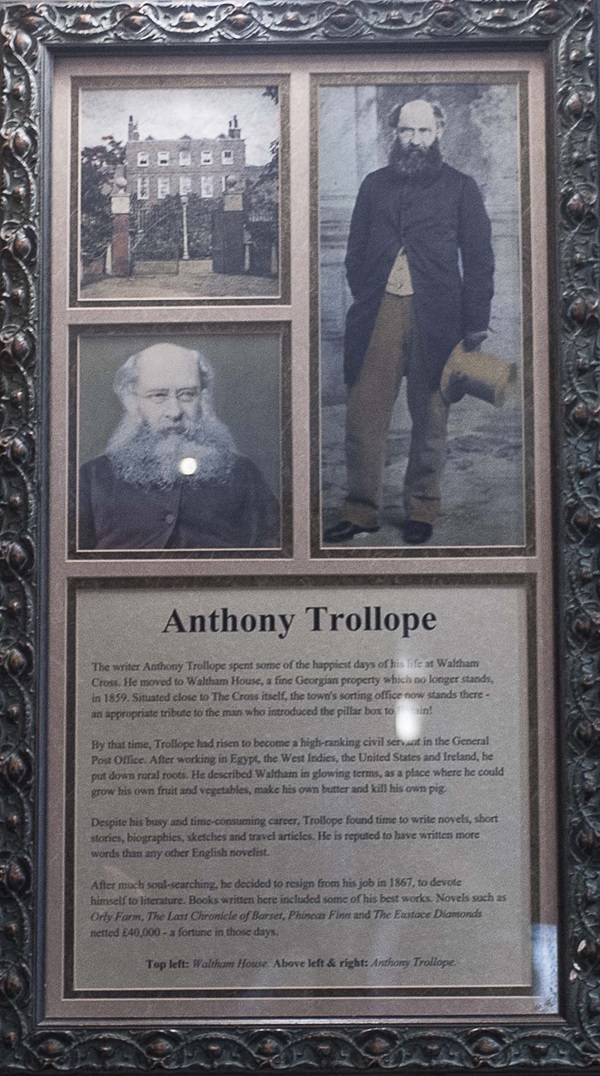 Anthony Trollope
The writer Anthony Trollope spent some of the happiest days of his life at Waltham
Cross. He moved to Waltham House, a fine Georgian property which no longer stands,
in 1859. Situated close to The Cross itself, the town's sorting office now stands there -
an appropriate tribute to the man who introduced the pillar box to Britain!
By that time, Trollope had risen to become a high-ranking civil servant in the General
Post Office. After working in Egypt, the West Indies, the United States and Ireland, he
put down rural roots. He described Waltham in glowing terms, as a place where he could
grow his own fruit and vegetables, make his own butter and kill his own pig.
Despite his busy and time-consuming career, Trollope found time to write novels, short
stories, biographies, sketches and travel articles. He is reputed to have written more
words than any other English novelist.
After much soul-searching, he decided to resign from his job in 1867, to devote
himself to literature. Books written here included some of his best works. Novels such as
Orly Farm, The Last Chronicle of Barset, Phineas Finn and The Eustace Diamonds
netted £40,000 - a fortune in those days.
Top left: Waltham House. Above left & right: Anthony Trollope.